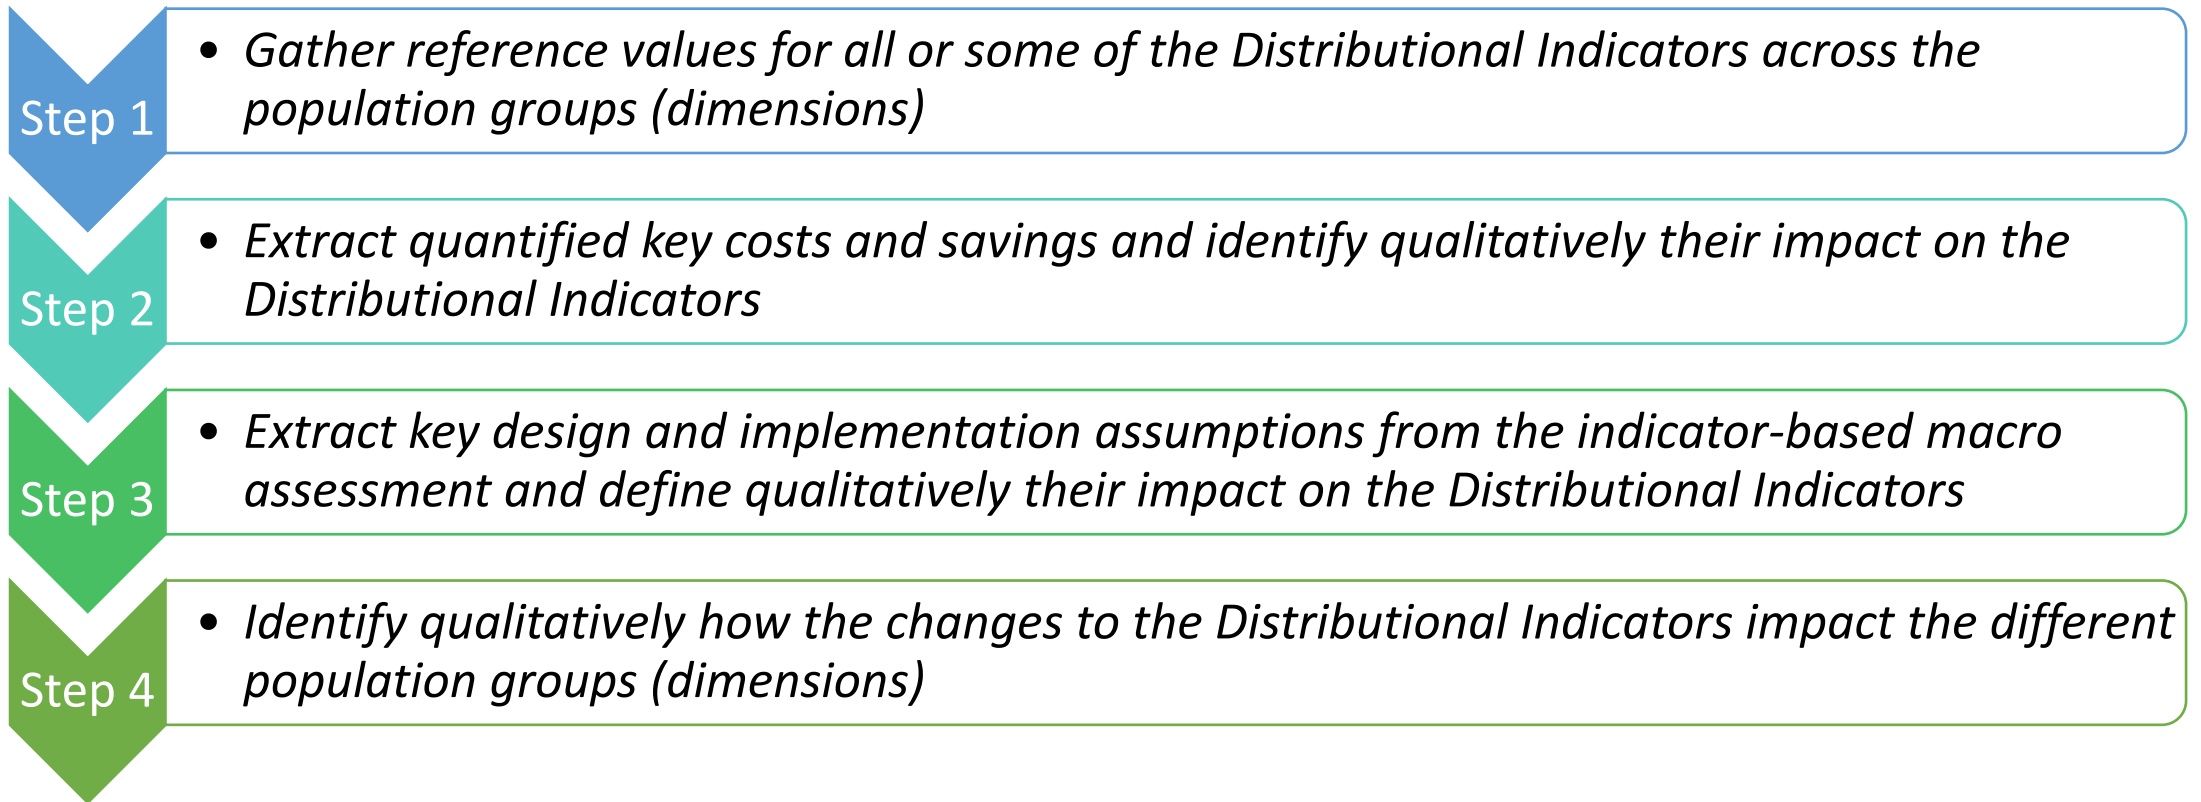 Step 1
• Gather reference values for all or some of the Distributional Indicators across the
population groups (dimensions)
Step 2
• Extract quantified key costs and savings and identify qualitatively their impact on the
Distributional Indicators
Step 3
• Extract key design and implementation assumptions from the indicator-based macro
assessment and define qualitatively their impact on the Distributional Indicators
Step 4
• Identify qualitatively how the changes to the Distributional Indicators impact the different
population groups (dimensions)